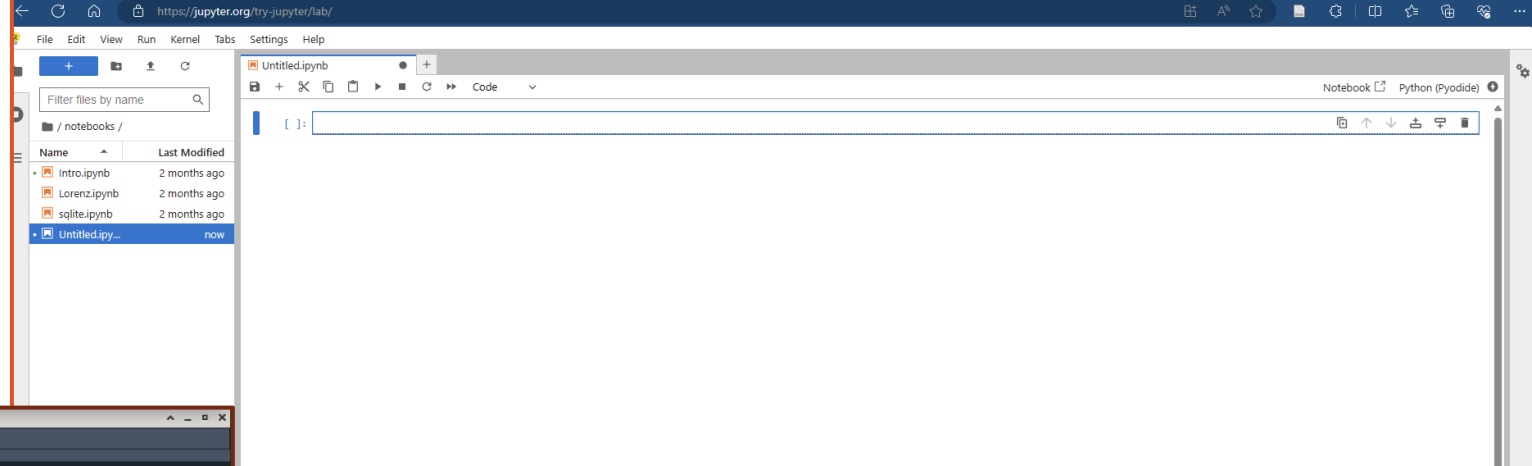 https://jupyter.org/try-jupyter/lab/
File Edit View Run Kernel Tabs Settings Help
Untitled.ipynb
Code
Notebook Python (Pyodide)
Filter files by name
/ notebooks /
[ ]:
Name Last Modified
Intro.ipynb 2 months ago
Lorenz.ipynb 2 months ago
sqlite.ipynb 2 months ago
Untitled.ipy... now